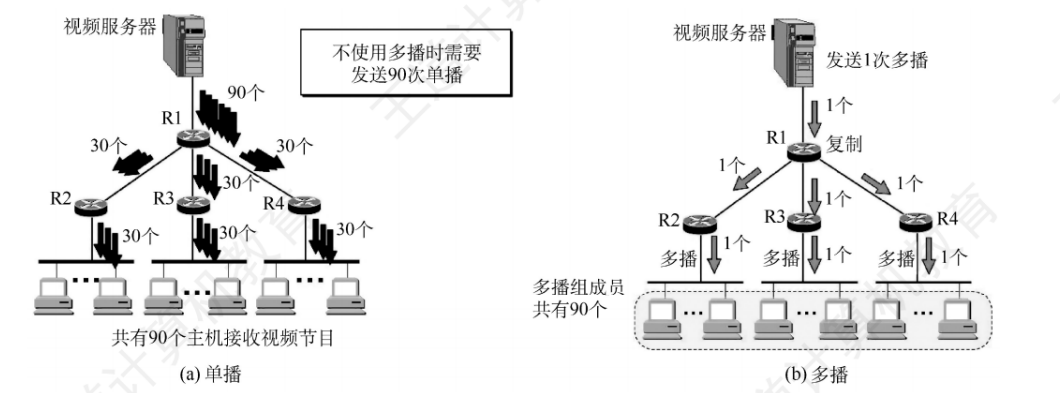 视频服务器
不使用多播时需要
发送90次单播
90个
R1
30个
30个
R2
R3
30个
R4
30个
30个
30个
共有90个主机接收视频节目
(a) 单播
视频服务器
发送1次多播
1个
R1
复制
1个
1个
1个
R2
R3
R4
多播
1个
多播
1个
多播
1个
多播组成员
共有90个
(b) 多播